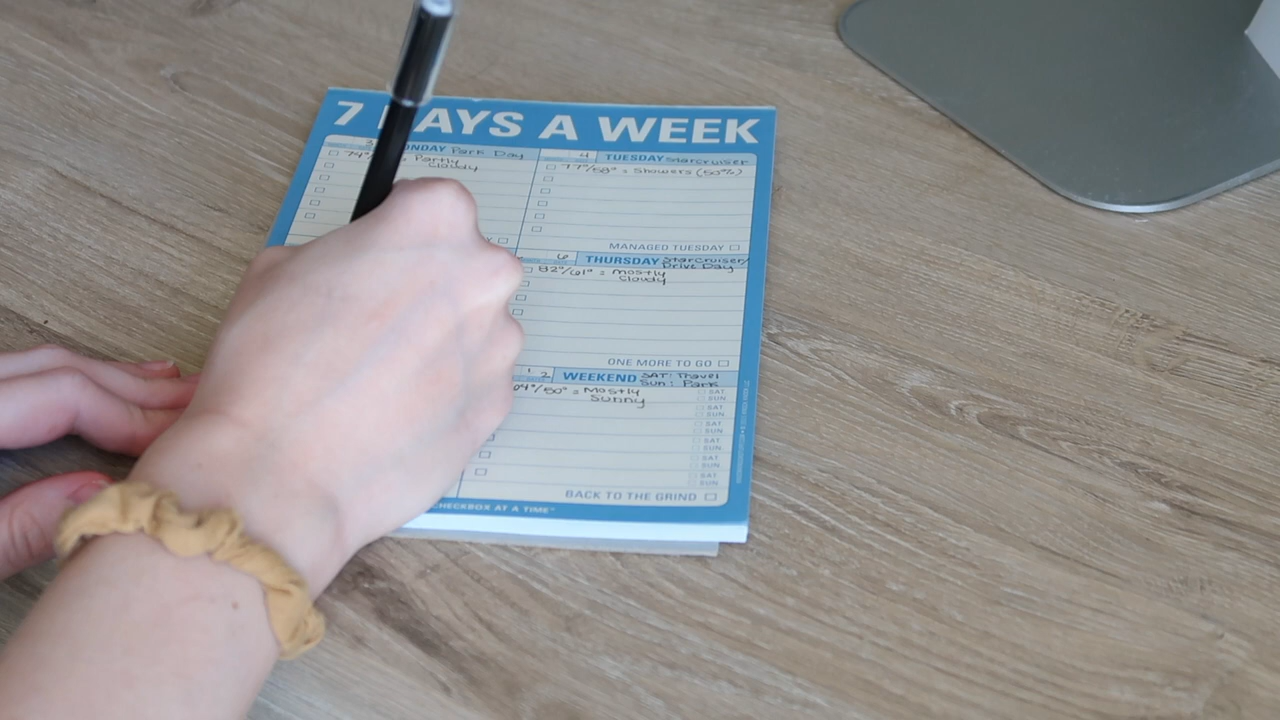 7 DAYS A WEEK
MONDAY Park Day
74°/ Partly
Cloudy
4 TUESDAY Starcruiser
77°/58° = Showers (50%)
MANAGED TUESDAY
6 THURSDAY Starcruiser/
Drive Day
82°/61° = Mostly
Cloudy
ONE MORE TO GO
1 2 WEEKEND SAT: Travel
Sun: Park
/50° = Mostly
Sunny
SAT
SUN
SAT
SUN
SAT
SUN
SAT
SUN
SAT
SUN
SAT
SUN
BACK TO THE GRIND
CHECKBOX AT A TIME™